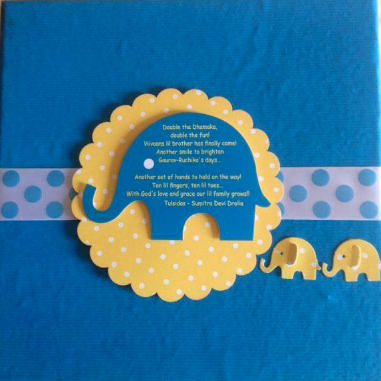 Double the Dhamaka,
double the fun!
Vivaans lil brother has finally come!
Another smile to brighten
Gaurav-Ruchika's days...
Another set of hands to hold on the way!
Ten lil fingers, ten lil toes...
With God's love and grace our lil family grows!!
Tulsidas - Sumitra Devi Drolia